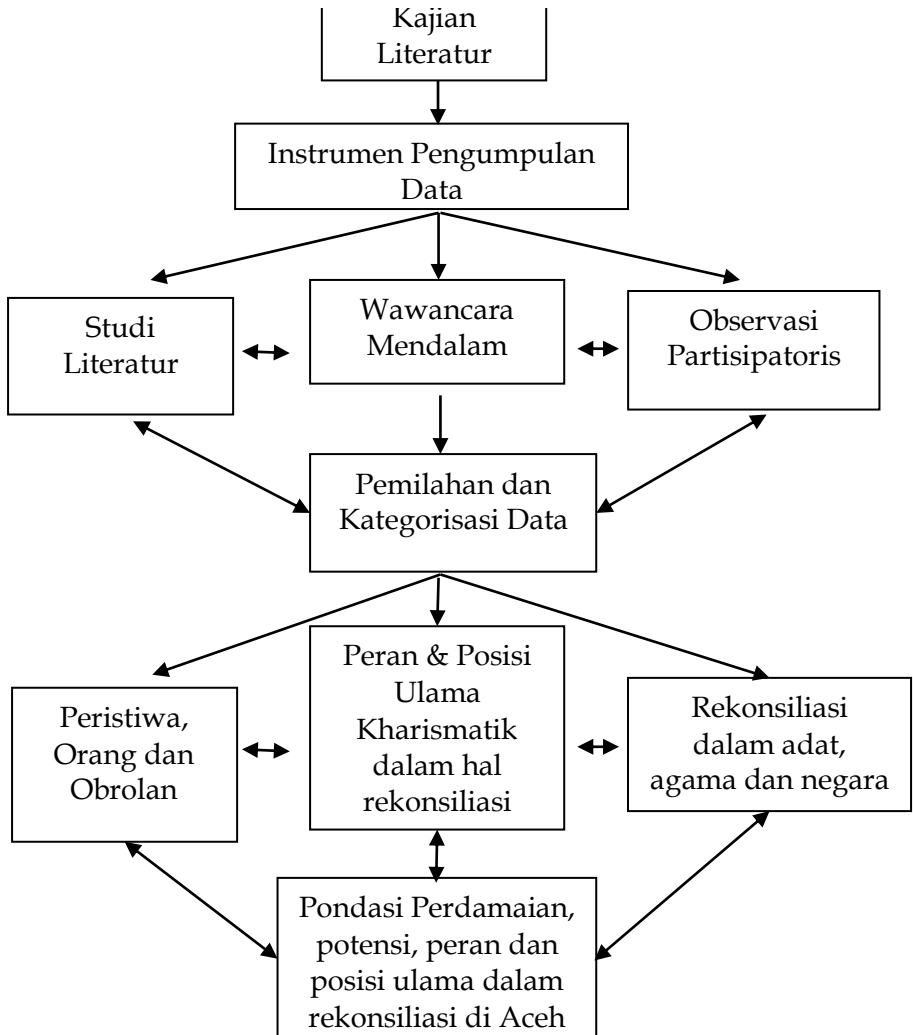 Kajian
Literatur
Instrumen Pengumpulan
Data
Studi
Literatur
Wawancara
Mendalam
Observasi
Partisipatoris
Pemilahan dan
Kategorisasi Data
Peristiwa,
Orang dan
Obrolan
Peran & Posisi
Ulama
Kharismatik
dalam hal
rekonsiliasi
Rekonsiliasi
dalam adat,
agama dan negara
Pondasi Perdamaian,
potensi, peran dan
posisi ulama dalam
rekonsiliasi di Aceh